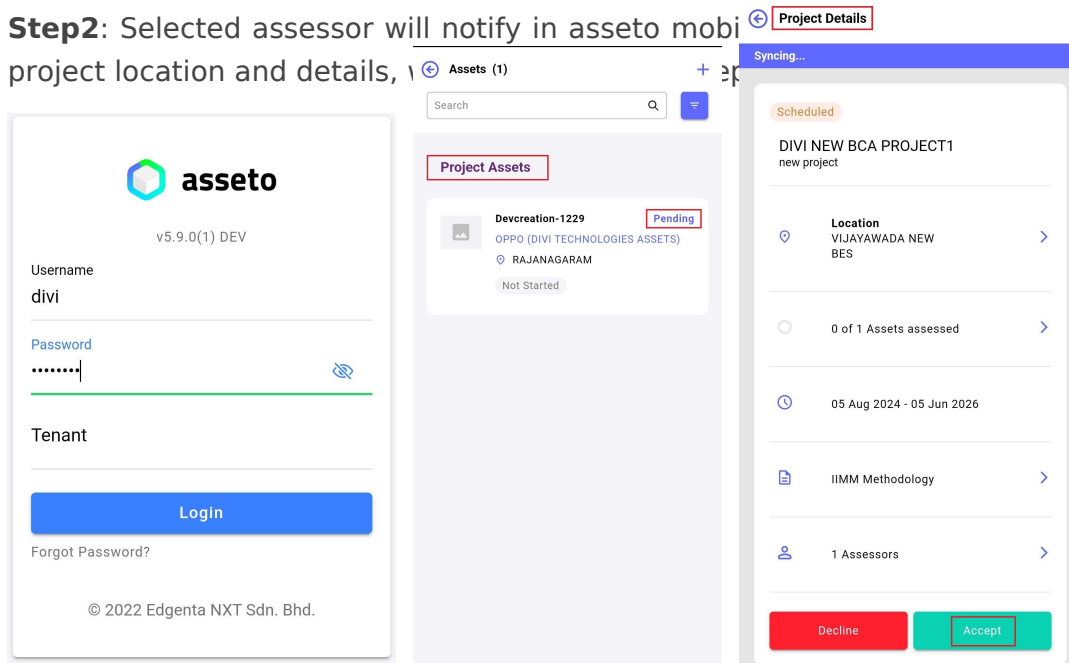 Step2: Selected assessor will notify in asseto mobi
project location and details,
asseto
v5.9.0(1) DEV
Username
divi
Password
••••••••
Tenant
Login
Forgot Password?
© 2022 Edgenta NXT Sdn. Bhd.
Assets (1)
Search
Project Assets
Devcreation-1229
Pending
OPPO (DIVI TECHNOLOGIES ASSETS)
RAJANAGARAM
Not Started
Project Details
Syncing...
Scheduled
DIVI NEW BCA PROJECT1
new project
Location
VIJAYAWADA NEW
BES
0 of 1 Assets assessed
05 Aug 2024 - 05 Jun 2026
IIMM Methodology
1 Assessors
Decline
Accept